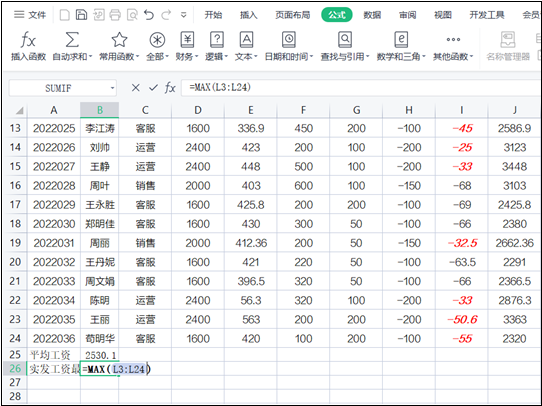 文件 开始 插入 页面布局 公式 数据 审阅 视图 开发工具 会员
fx Σ ☆ A e ···
插入函数 自动求和 常用函数 全部 财务 逻辑 文本 日期和时间 查找与引用 数学和三角 其他函数 名称管理器
SUMIF fx =MAX(L3:L24)
A B C D E F G H I J
13 2022025 李江涛 客服 1600 336.9 450 200 -100 -45 2586.9
14 2022026 刘帅 运营 2400 423 200 100 -200 -25 3123
15 2022027 王静 运营 2400 448 500 100 -200 -33 3448
16 2022028 周叶 销售 2000 403 600 100 -150 -68 3103
17 2022029 王永胜 客服 1600 425.8 200 200 -100 -69 2425.8
18 2022030 郑明佳 客服 1600 430 300 50 -100 -66 2380
19 2022031 周丽 销售 2000 412.36 200 50 -150 -32.5 2662.36
20 2022032 王丹妮 客服 1600 421 220 50 -100 -63.5 2291
21 2022033 周文娟 客服 1600 396.5 320 50 -100 -66 2366.5
22 2022034 陈明 运营 2400 56.3 320 100 -200 -33 2876.3
23 2022035 王丽 运营 2400 563 200 200 -200 -50.6 3363
24 2022036 荀明华 客服 1600 420 100 200 -100 -55 2320
25 平均工资 2530.1
26 实发工资最 =MAX(L3:L24)
27
28